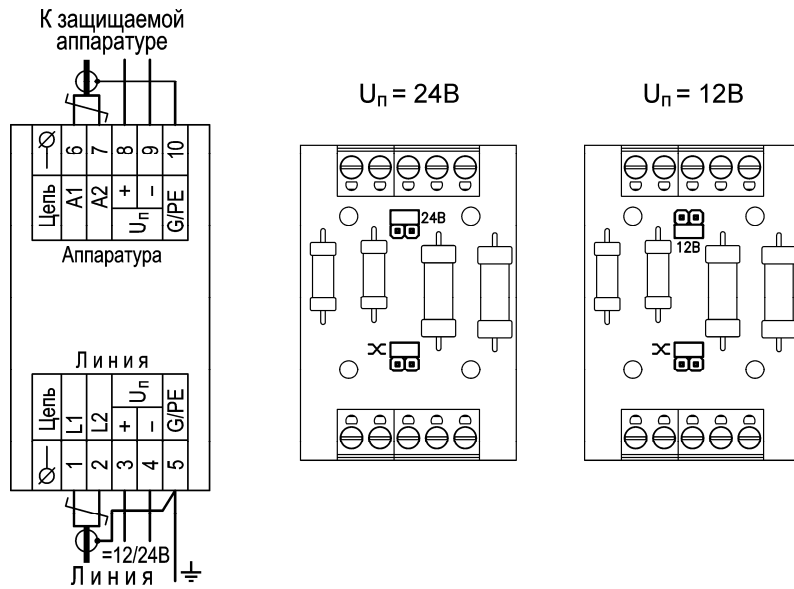 К защищаемой
аппаратуре
Цепь A1 A2 + − Uп G/PE
6 7 8 9 10
Аппаратура
Линия
Цепь L1 L2 + − Uп G/PE
1 2 3 4 5
=12/24В
Линия
Uп = 24В
24В
Uп = 12В
12В